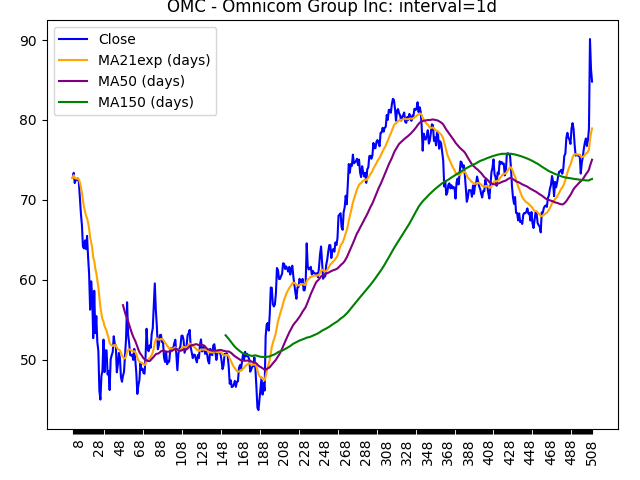 OMC - Omnicom Group Inc: interval=1d
Close
MA21exp (days)
MA50 (days)
MA150 (days)
90
80
70
60
50
8 28 48 68 88 108 128 148 168 188 208 228 248 268 288 308 328 348 368 388 408 428 448 468 488 508